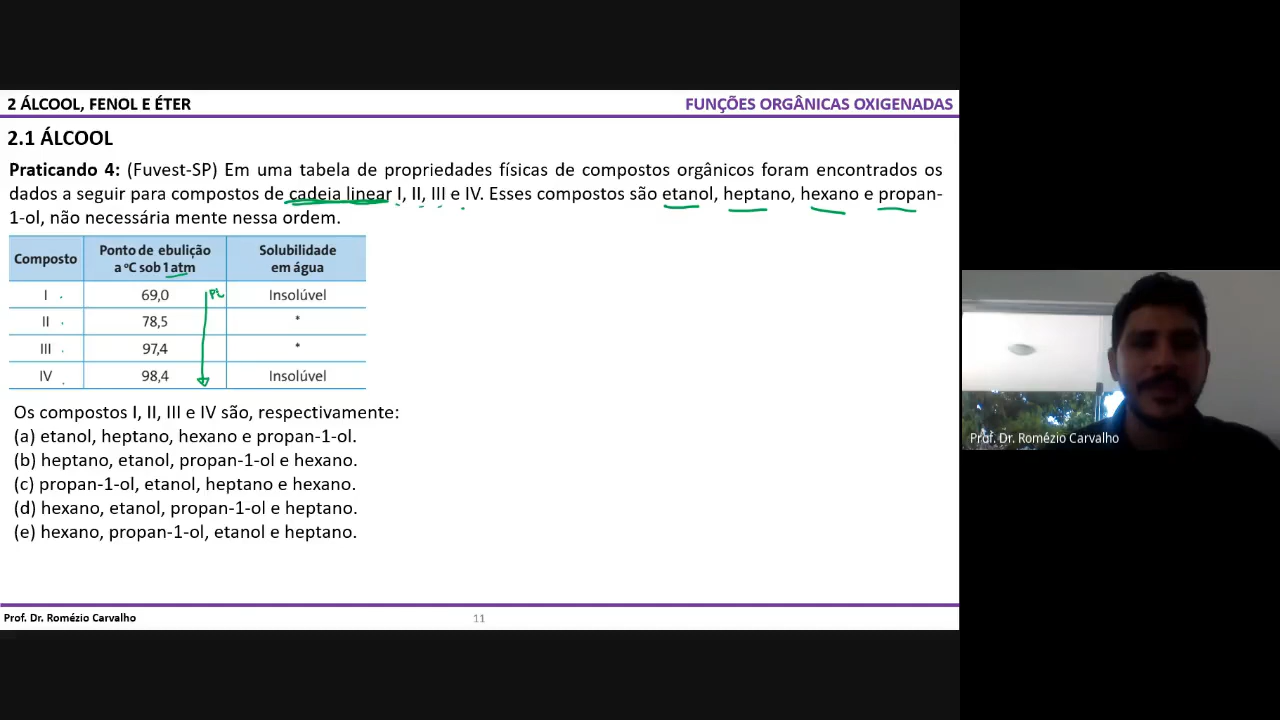 2 ÁLCOOL, FENOL E ÉTER
FUNÇÕES ORGÂNICAS OXIGENADAS
2.1 ÁLCOOL
Praticando 4: (Fuvest-SP) Em uma tabela de propriedades físicas de compostos orgânicos foram encontrados os
dados a seguir para compostos de cadeia linear I, II, III e IV. Esses compostos são etanol, heptano, hexano e propan-
1-ol, não necessária mente nessa ordem.
Composto
Ponto de ebulição
a ºC sob 1 atm
Solubilidade
em água
I 69,0 Insolúvel
II 78,5 *
III 97,4 *
IV 98,4 Insolúvel
Os compostos I, II, III e IV são, respectivamente:
(a) etanol, heptano, hexano e propan-1-ol.
(b) heptano, etanol, propan-1-ol e hexano.
(c) propan-1-ol, etanol, heptano e hexano.
(d) hexano, etanol, propan-1-ol e heptano.
(e) hexano, propan-1-ol, etanol e heptano.
Prof. Dr. Romézio Carvalho
11
Prof. Dr. Romézio Carvalho